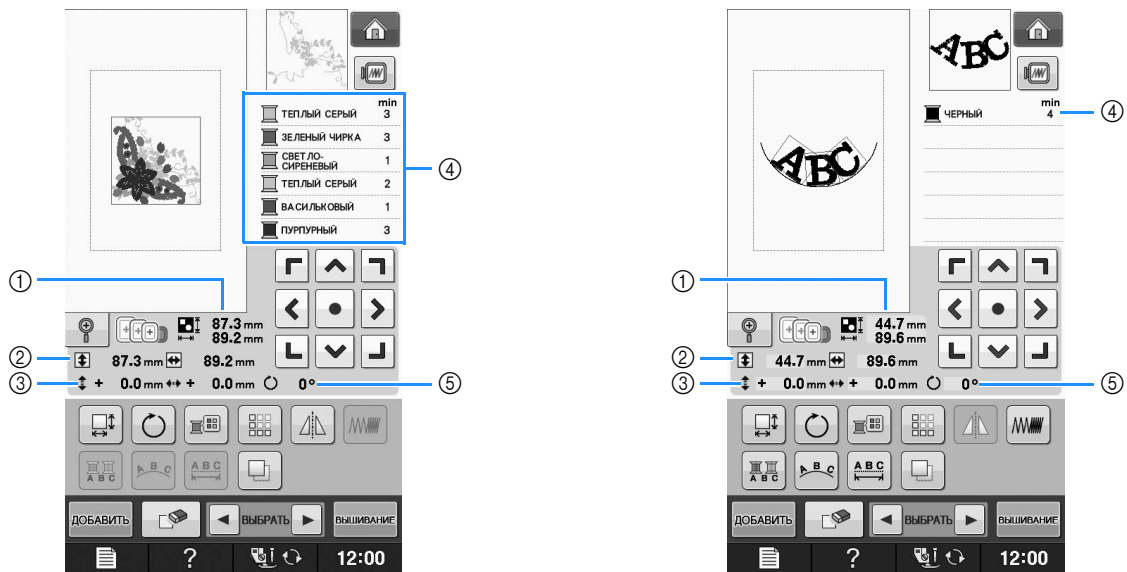 min
ТЕПЛЫЙ СЕРЫЙ 3
ЗЕЛЕНЫЙ ЧИРКА 3
СВЕТЛО-
СИРЕНЕВЫЙ 1
ТЕПЛЫЙ СЕРЫЙ 2
ВАСИЛЬКОВЫЙ 1
ПУРПУРНЫЙ 3
④
①
87.3 mm
89.2 mm
② 87.3 mm 89.2 mm
③ + 0.0 mm + 0.0 mm 0° ⑤
A B C
A B C
A B C
ДОБАВИТЬ ВЫБРАТЬ ВЫШИВАНИЕ
? 12:00
ABC
min
ЧЕРНЫЙ 4 ④
ABC
①
44.7 mm
89.6 mm
② 44.7 mm 89.6 mm
③ + 0.0 mm + 0.0 mm 0° ⑤
A B C
A B C
A B C
ДОБАВИТЬ ВЫБРАТЬ ВЫШИВАНИЕ
? 12:00